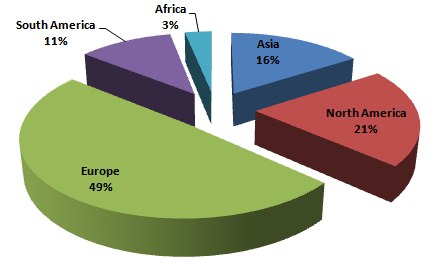 Africa
3%
South America
11%
Asia
16%
North America
21%
Europe
49%